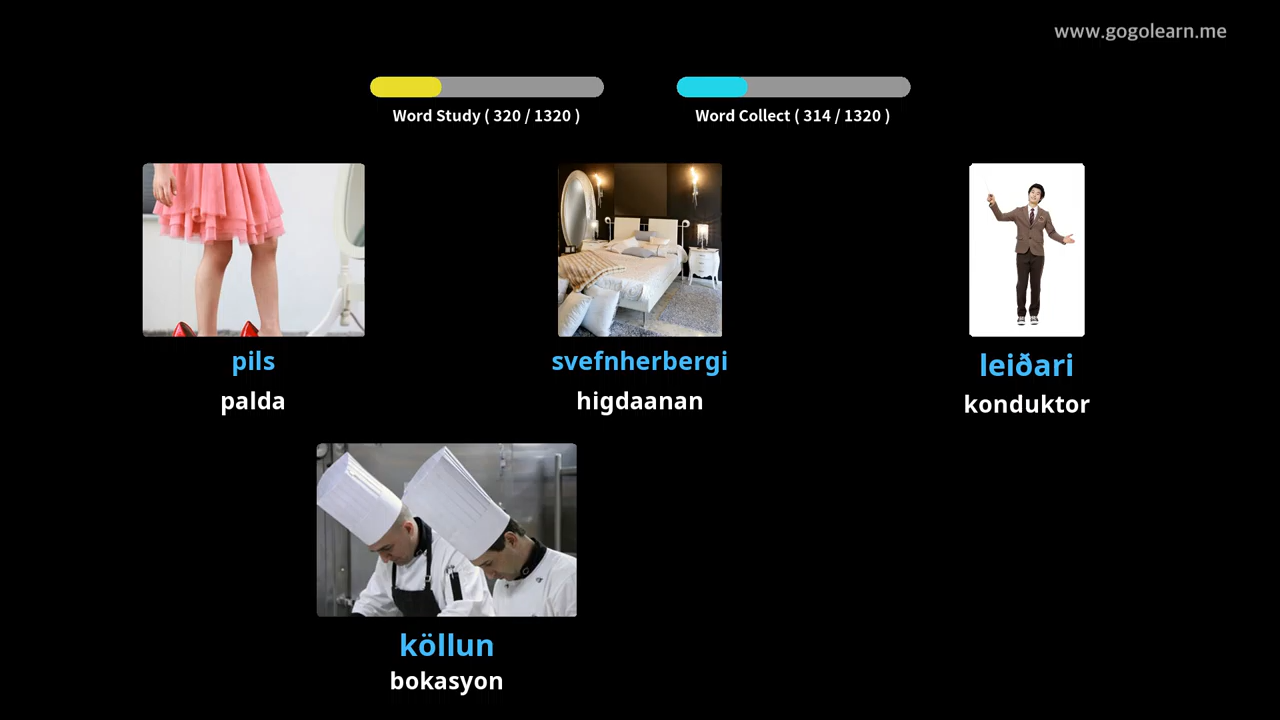 www.gogolearn.me
Word Study ( 320 / 1320 )
Word Collect ( 314 / 1320 )
pils
svefnherbergi
leiðari
palda
higdaanan
konduktor
köllun
bokasyon